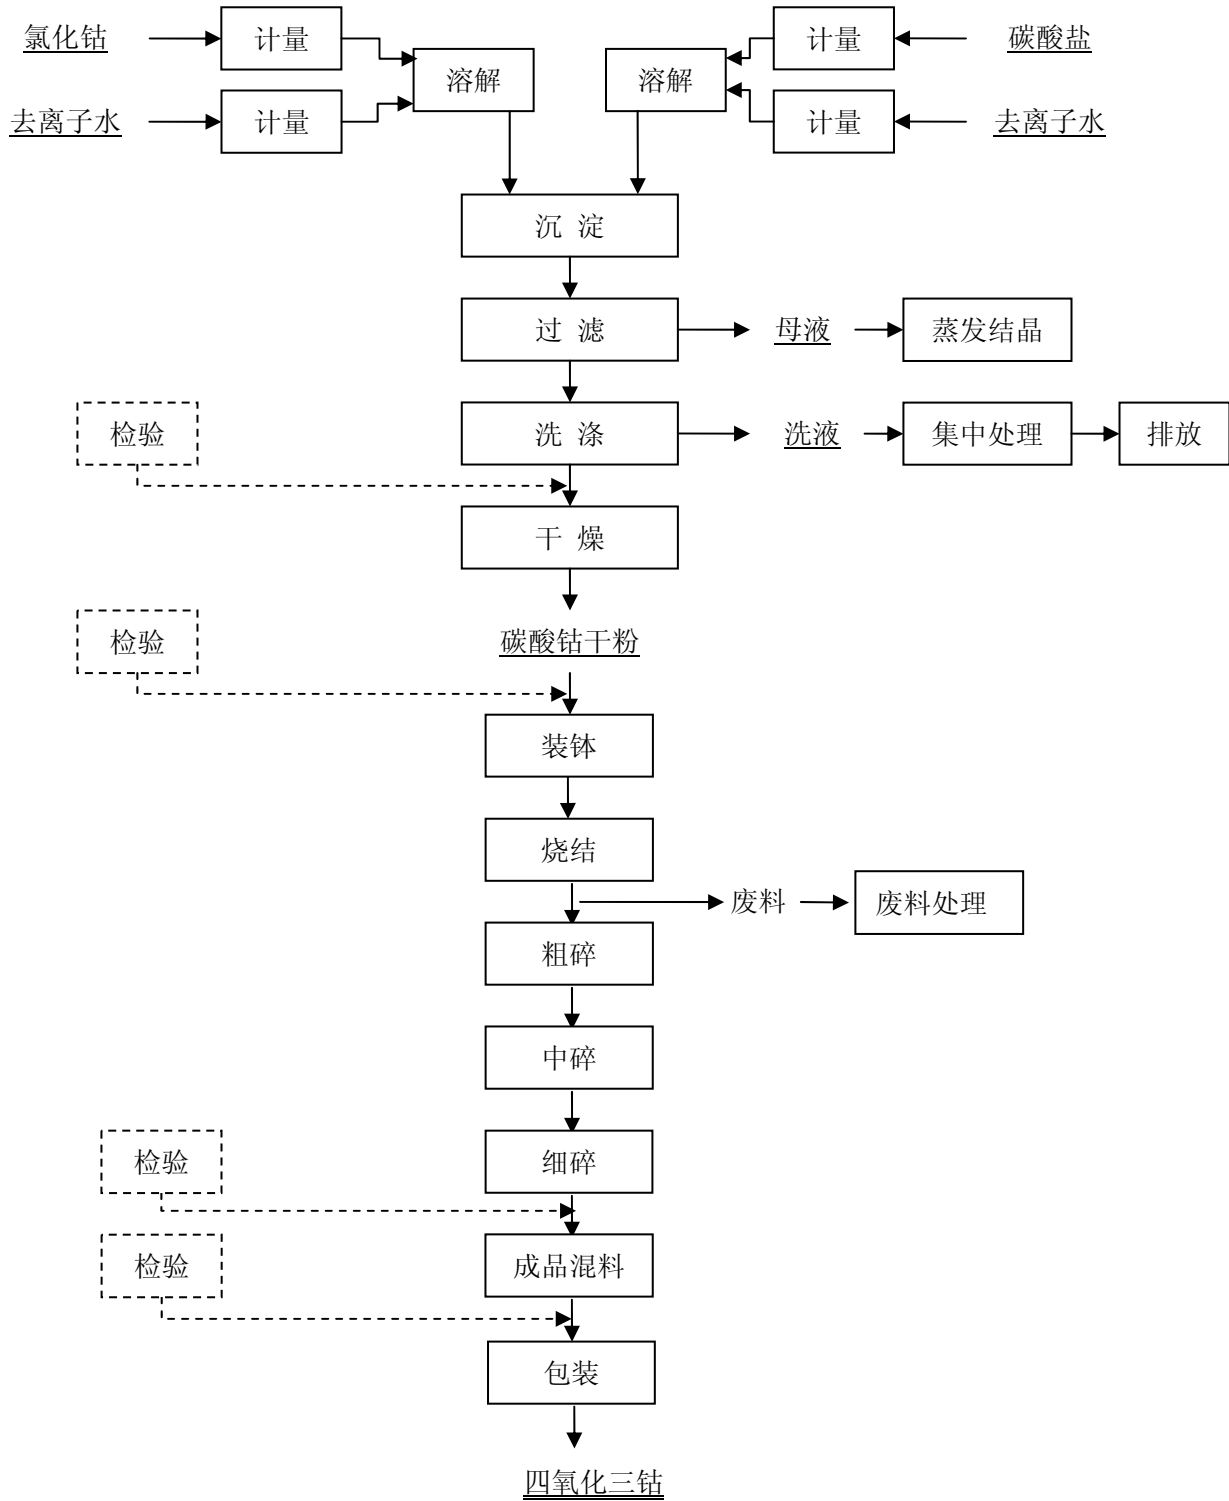 氯化钴 计量 计量 碳酸盐
溶解 溶解
去离子水 计量 计量 去离子水
沉 淀
过 滤 母液 蒸发结晶
检验 洗 涤 洗液 集中处理 排放
干 燥
检验 碳酸钴干粉
装钵
烧结
废料 废料处理
粗碎
中碎
检验 细碎
检验 成品混料
包装
四氧化三钴